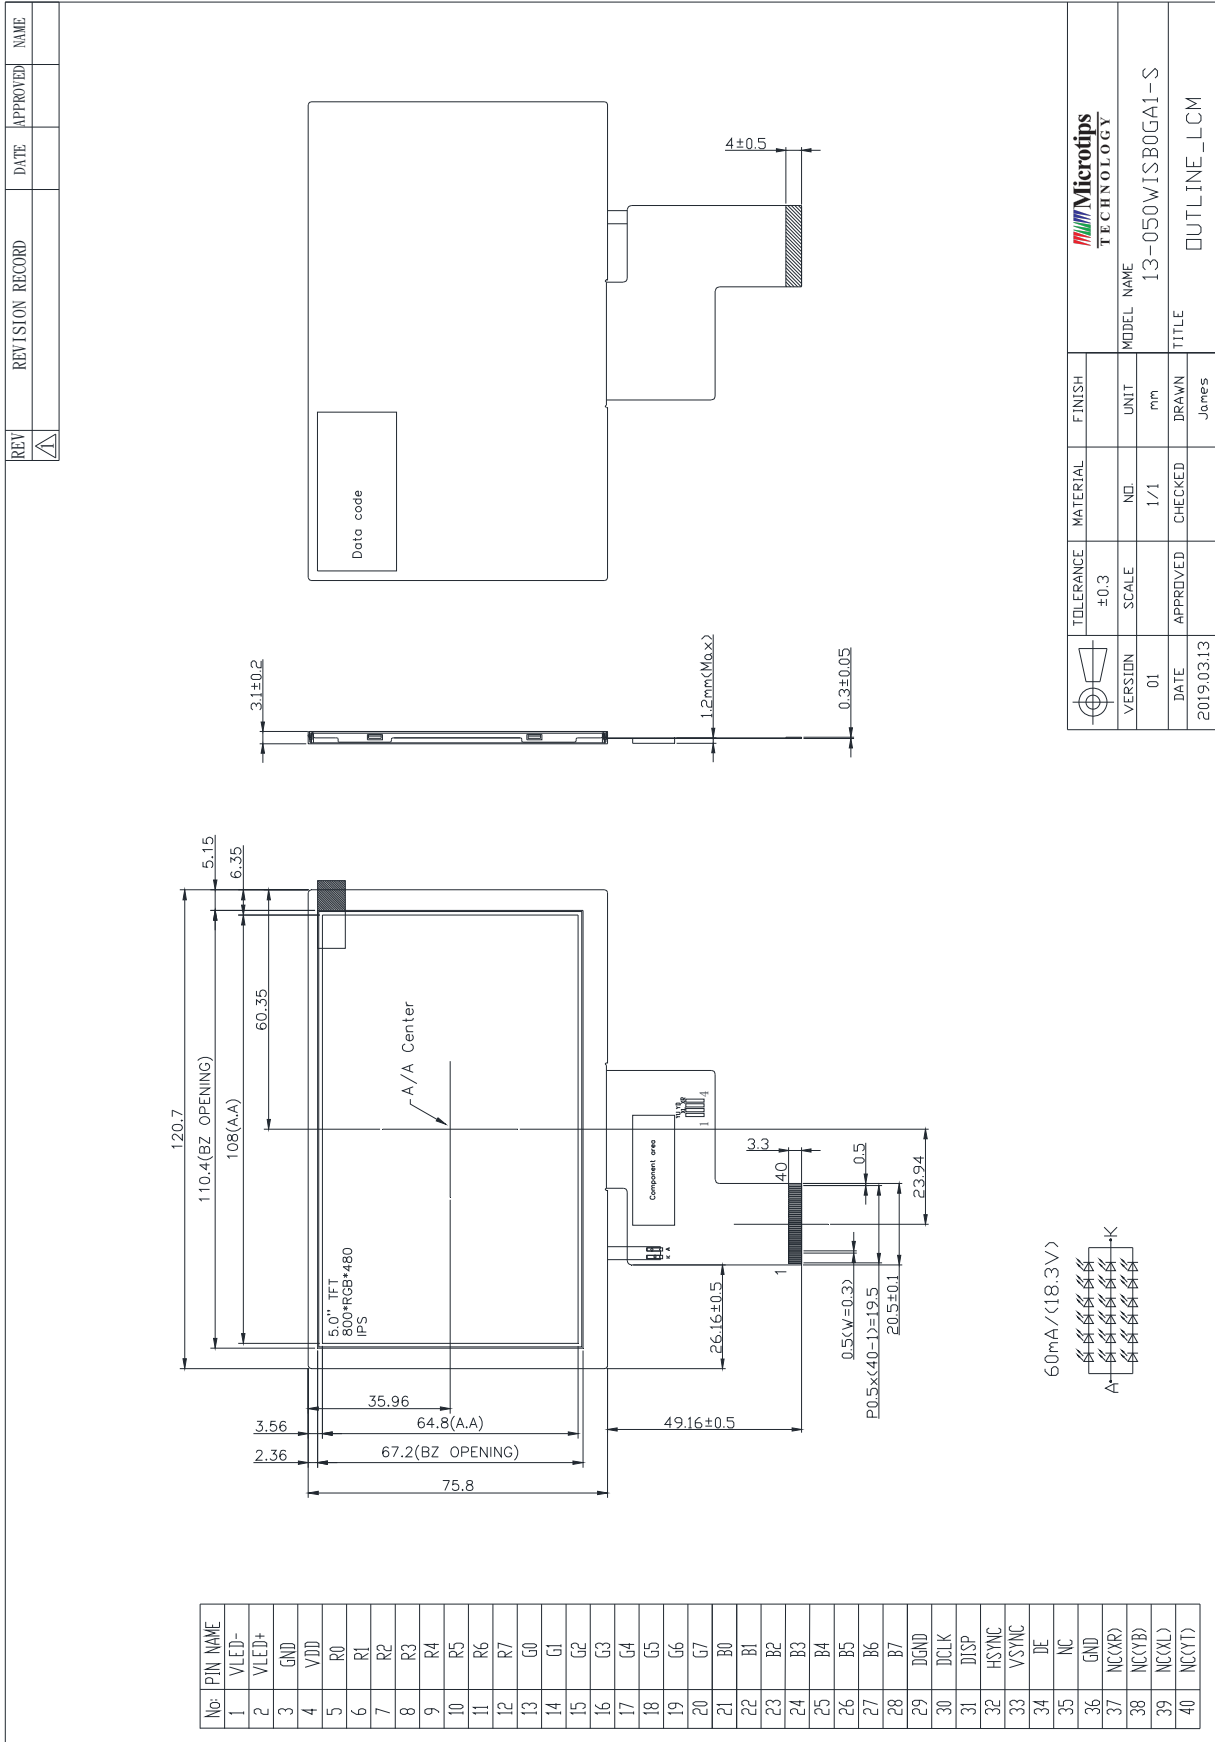 REV REVISION RECORD DATE APPROVED NAME
1
120.7
110.4(BZ OPENING)
5.15
108(A.A)
6.35
60.35
A/A Center
5.0" TFT
800*RGB*480
IPS
35.96
3.56
64.8(A.A)
2.36
67.2(BZ OPENING)
75.8
49.16±0.5
26.16±0.5
Component area
K A
1 4
3.3
40
1
0.5
0.5(W=0.3)
P0.5x(40-1)=19.5
20.5±0.1
23.94
3.1±0.2
1.2mm(Max)
0.3±0.05
Data code
4±0.5
60mA/(18.3V)
A K
No: PIN NAME
1 VLED-
2 VLED+
3 GND
4 VDD
5 R0
6 R1
7 R2
8 R3
9 R4
10 R5
11 R6
12 R7
13 G0
14 G1
15 G2
16 G3
17 G4
18 G5
19 G6
20 G7
21 B0
22 B1
23 B2
24 B3
25 B4
26 B5
27 B6
28 B7
29 DGND
30 DCLK
31 DISP
32 HSYNC
33 VSYNC
34 DE
35 NC
36 GND
37 NC(XR)
38 NC(YB)
39 NC(XL)
40 NC(YT)
TOLERANCE MATERIAL FINISH
±0.3
Microtips
TECHNOLOGY
VERSION SCALE NO. UNIT MODEL NAME
01 1/1 mm 13-050WISB0GA1-S
DATE APPROVED CHECKED DRAWN TITLE
2019.03.13 James OUTLINE_LCM